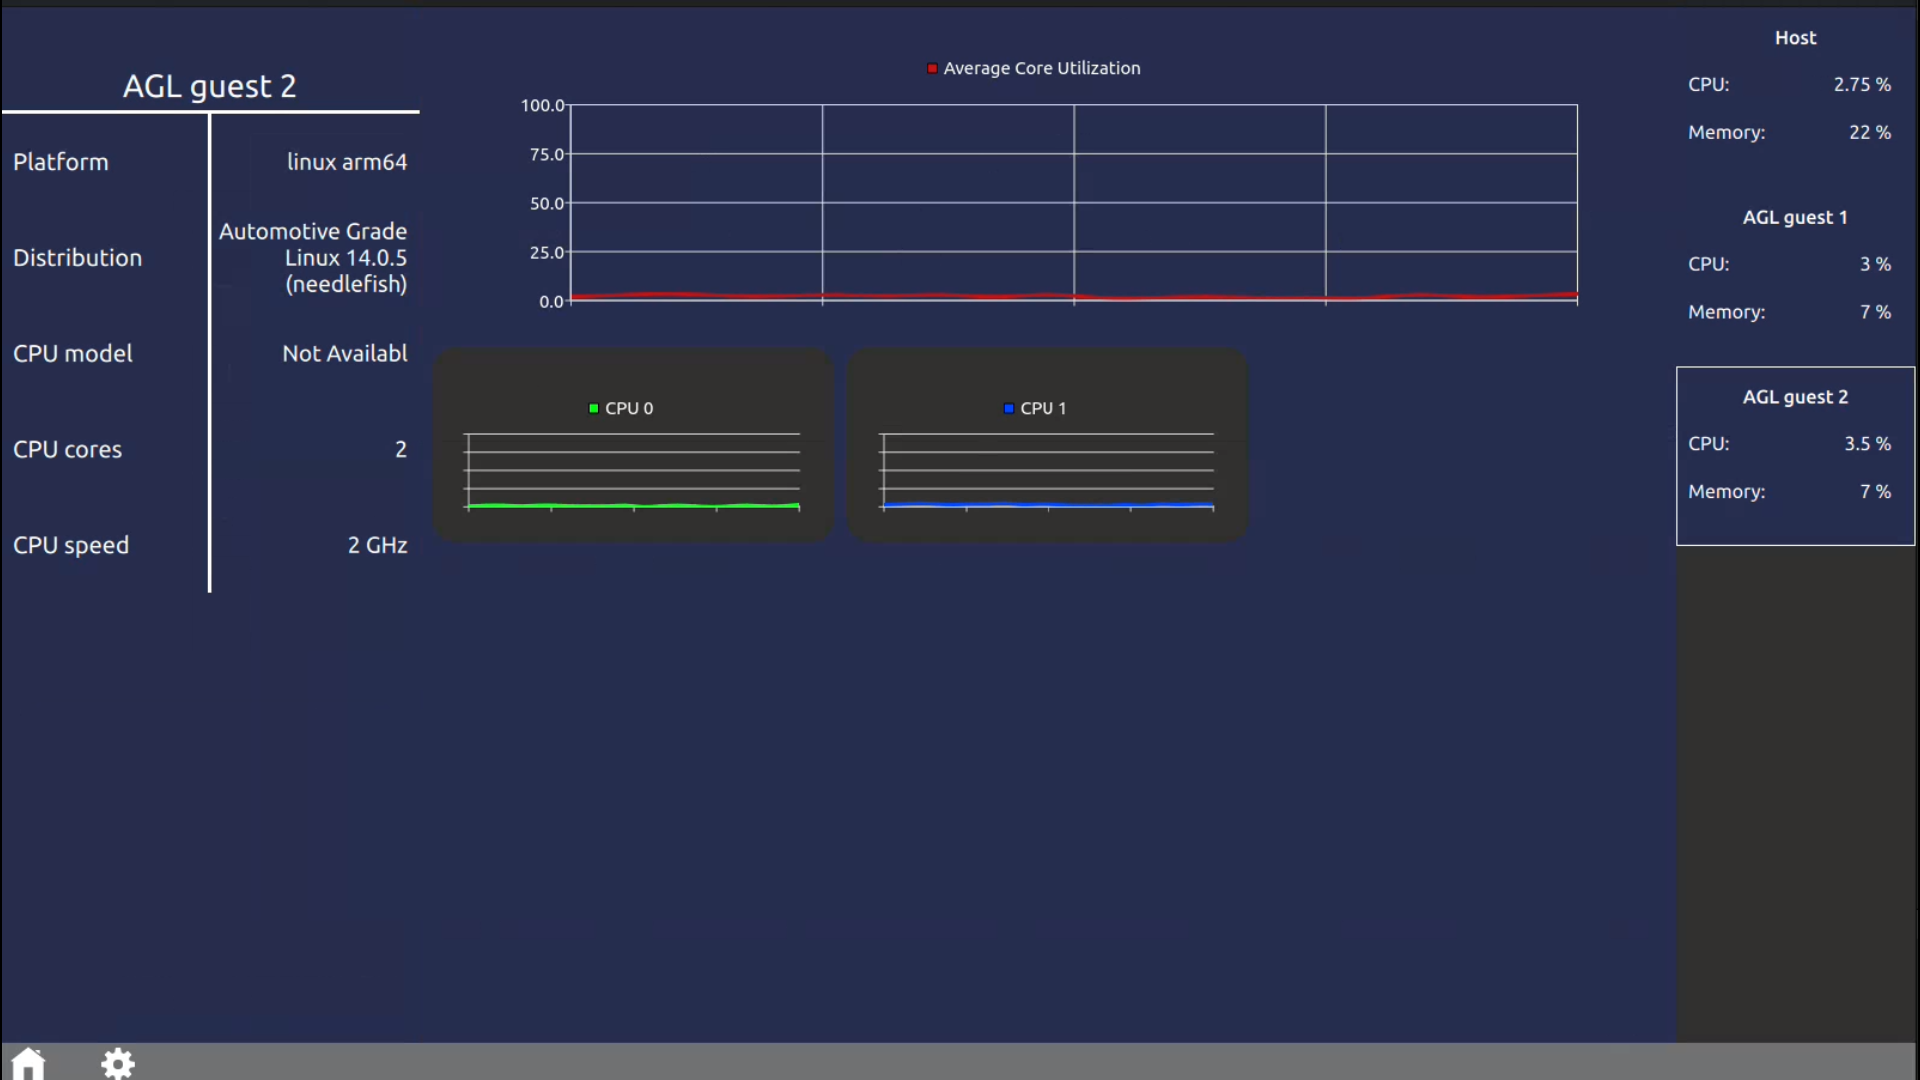 AGL guest 2
Platform
linux arm64
Distribution
Automotive Grade
Linux 14.0.5
(needlefish)
CPU model
Not Availabl
CPU cores
2
CPU speed
2 GHz
Average Core Utilization
100.0
75.0
50.0
25.0
0.0
CPU 0
CPU 1
Host
CPU: 2.75 %
Memory: 22 %
AGL guest 1
CPU: 3 %
Memory: 7 %
AGL guest 2
CPU: 3.5 %
Memory: 7 %